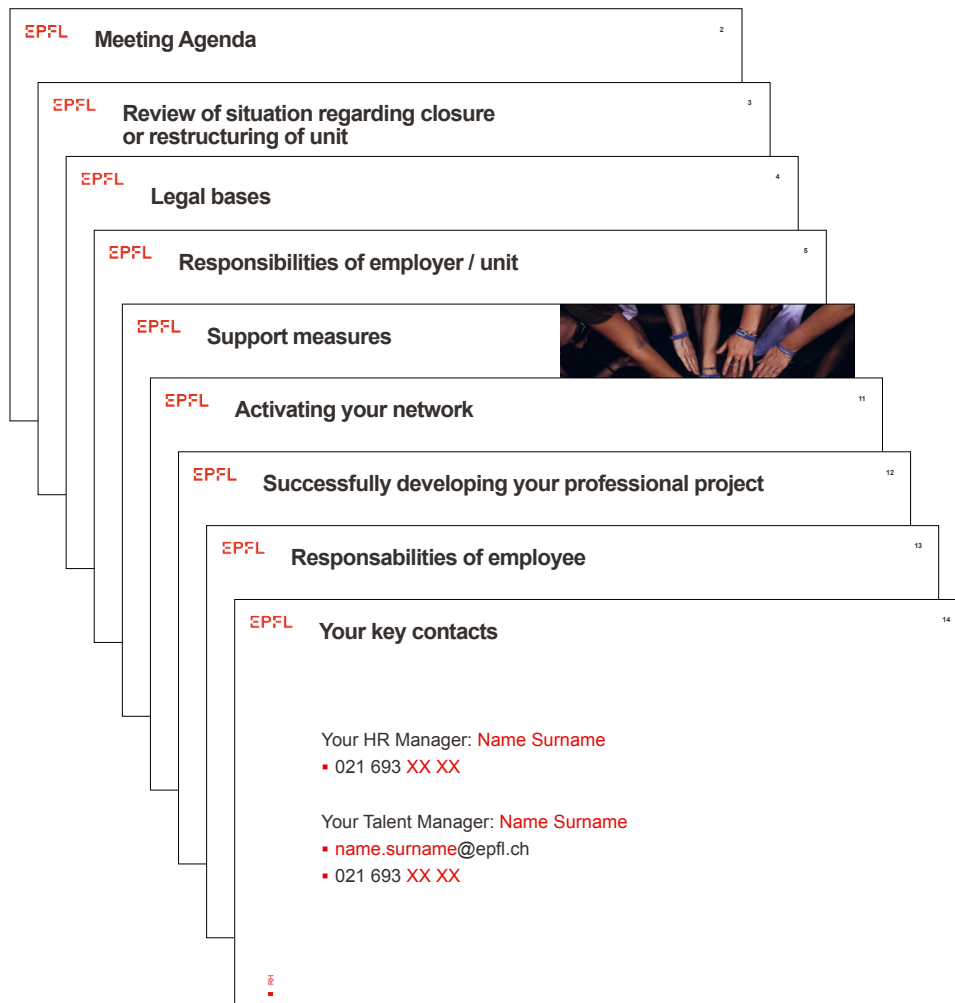 EPFL Meeting Agenda 2
EPFL Review of situation regarding closure 3
or restructuring of unit
EPFL Legal bases 4
EPFL Responsibilities of employer / unit 5
EPFL Support measures
EPFL Activating your network 11
EPFL Successfully developing your professional project 12
EPFL Responsabilities of employee 13
EPFL Your key contacts 14
Your HR Manager: Name Surname
▪ 021 693 XX XX
Your Talent Manager: Name Surname
▪ name.surname@epfl.ch
▪ 021 693 XX XX
▪ RH